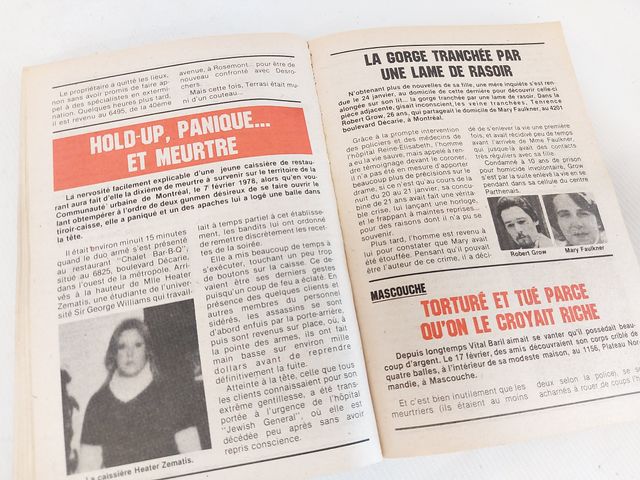 Le propriétaire a quitté les lieux,
non sans avoir promis de faire ap-
pel à des spécialistes en extermi-
nation. Quelques heures plus tard,
il est revenu au 6495, de la 40ème
avenue, à Rosemont... pour être de
nouveau confronté avec Desro-
chers.
Mais cette fois, Terrasi était mu-
ni d'un couteau...
HOLD-UP, PANIQUE...
ET MEURTRE
La nervosité facilement explicable d'une jeune caissière de restau-
rant aura fait d'elle la dixième de meurtre à survenir sur le territoire de la
Communauté urbaine de Montréal, le 7 février 1978, alors qu'en vou-
lant obtempérer à l'ordre de deux gunmen désireux de se faire ouvrir le
tiroir-caisse, elle a paniqué et un des apaches lui a logé une balle dans
la tête.
Il était environ minuit 15 minutes
quand le duo armé s'est présenté
au restaurant "Chalet Bar-B-Q",
situé au 6825, boulevard Décarie,
dans l'ouest de la métropole. Arri-
vés à la hauteur de Mlle Heater
Zematis, une étudiante de l'univer-
sité Sir George Williams qui travail-
La caissière Heater Zematis.
lait à temps partiel à cet établisse-
ment, les bandits lui ont ordonné
de remettre discrètement les recet-
tes de la soirée.
Elle a mis beaucoup de temps à
s'exécuter, touchant un peu trop
de boutons sur la caisse. Ce de-
vaient être ses derniers gestes
puisqu'un coup de feu a éclaté. En
présence des quelques clients et
autres membres du personnel
sidérés, les assassins se sont
d'abord enfuis par la porte-arrière,
puis sont revenus sur place, où, à
la pointe des armes, ils ont fait
main basse sur environ mille
dollars avant de reprendre
définitivement la fuite.
Atteinte à la tête, celle que tous
les clients connaissaient pour son
extrême gentillesse, a été trans-
portée à l'urgence de l'hôpital
"Jewish General", où elle est
décédée peu après sans avoir
repris conscience.
LA GORGE TRANCHÉE PAR
UNE LAME DE RASOIR
N'obtenant plus de nouvelles de sa fille, une mère inquiète s'est ren-
due le 24 janvier, au domicile de cette dernière pour découvrir celle-ci
alongée sur son lit... la gorge tranchée par une lame de rasoir. Dans la
pièce adjacente, gisait inconscient, les veines tranchées, Tenrence
Robert Grow, 26 ans, qui partageait le domicile de Mary Faulkner, au 4201
boulevard Décarie, à Montréal.
Grâce à la prompte intervention
des policiers et des médecins de
l'hôpital Reine-Elisabeth, l'homme
a eu la vie sauve, mais appelé à ren-
dre témoignage devant le coroner,
il n'a pas été en mesure d'apporter
beaucoup plus de précisions sur le
drame, si ce n'est qu'au cours de la
nuit du 20 au 21 janvier, sa concu-
bine de 21 ans avait fait une vérita-
ble crise, lui lançant une horloge,
et le frappant à maintes reprises,
pour des raisons dont il n'a pu se
souvenir.
Plus tard, l'homme est revenu à
lui pour constater que Mary avait
été étouffée. Pensant qu'il pouvait
être l'auteur de ce crime, il a déci-
dé de s'enlever la vie une première
fois, et avait récidivé peu de temps
avant l'arrivée de Mme Faulkner,
qui jusque-là avait des contacts
très réguliers avec sa fille.
Condamné à 10 ans de prison
pour homicide involontaire, Grow
s'est par la suite enlevé la vie en se
pendant dans sa cellule du centre
Parthenais.
Robert Grow
Mary Faulkner
MASCOUCHE
TORTURÉ ET TUÉ PARCE
QU'ON LE CROYAIT RICHE
Depuis longtemps Vital Baril aimait se vanter qu'il possédait beau-
coup d'argent. Le 17 février, des amis découvraient son corps criblé de
quatre balles, à l'intérieur de sa modeste maison, au 1156, Plateau Nor-
mandie, à Mascouche.
Et c'est bien inutilement que les
meurtriers (ils étaient au moins
deux selon la police), se s
acharnés à rouer de coups l'h